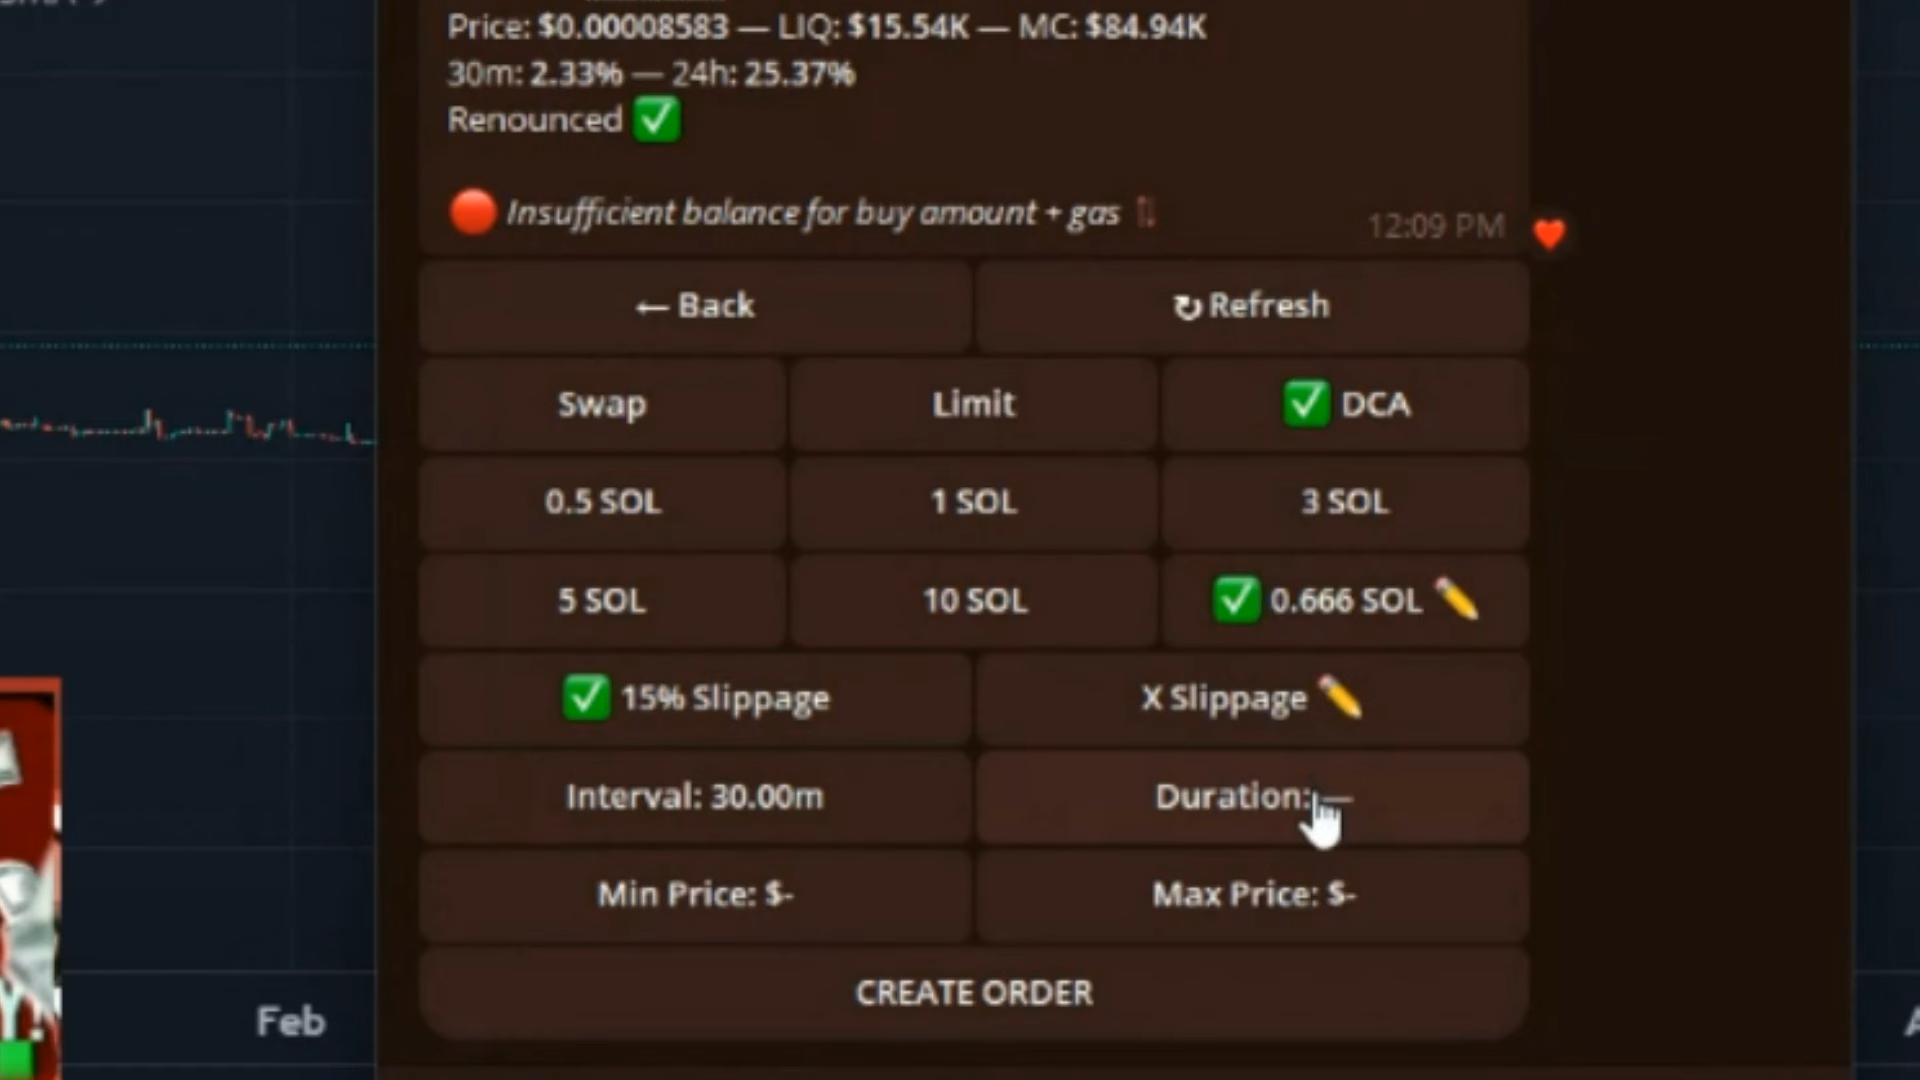 Price: $0.00008583 — LIQ: $15.54K — MC: $84.94K
30m: 2.33% — 24h: 25.37%
Renounced ✅
🔴 Insufficient balance for buy amount + gas ⇅
12:09 PM
← Back
↻ Refresh
Swap
Limit
✅ DCA
0.5 SOL
1 SOL
3 SOL
5 SOL
10 SOL
✅ 0.666 SOL ✏️
✅ 15% Slippage
X Slippage ✏️
Interval: 30.00m
Duration: —
Min Price: $-
Max Price: $-
CREATE ORDER
Feb